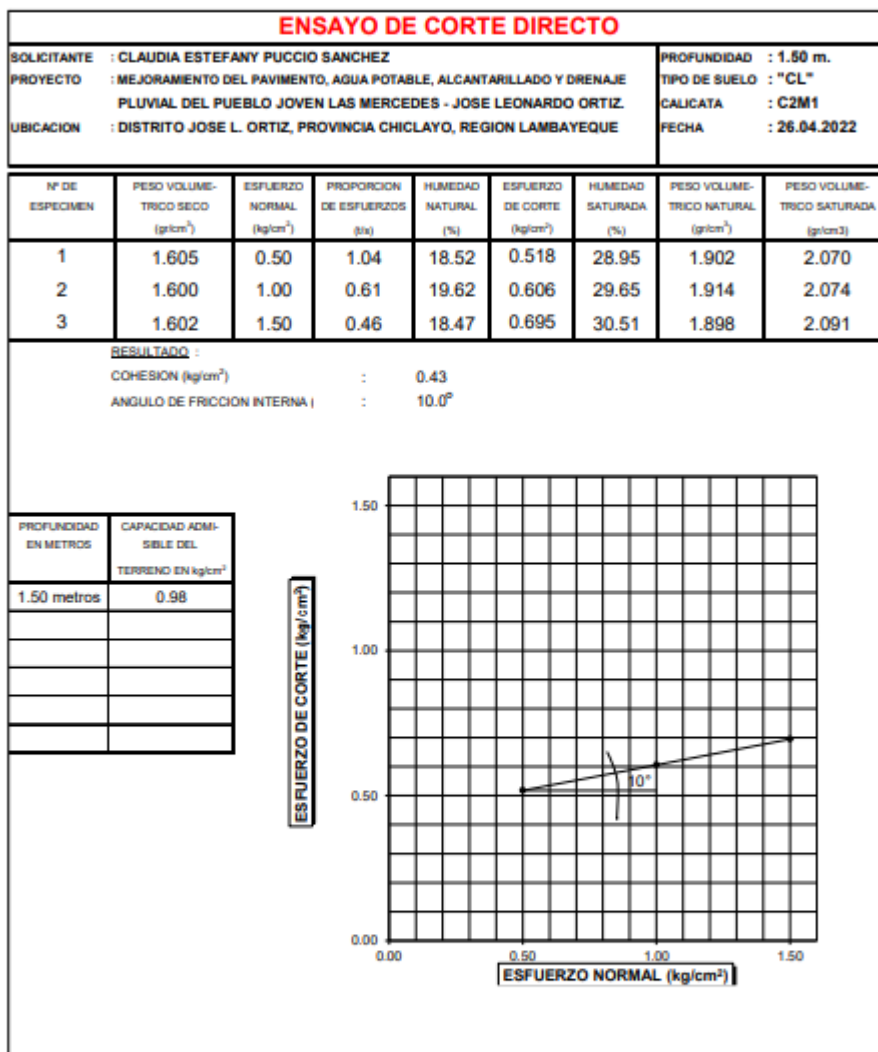 ENSAYO DE CORTE DIRECTO
SOLICITANTE : CLAUDIA ESTEFANY PUCCIO SANCHEZ PROFUNDIDAD : 1.50 m.
PROYECTO : MEJORAMIENTO DEL PAVIMENTO, AGUA POTABLE, ALCANTARILLADO Y DRENAJE TIPO DE SUELO : "CL"
PLUVIAL DEL PUEBLO JOVEN LAS MERCEDES - JOSE LEONARDO ORTIZ. CALICATA : C2M1
UBICACION : DISTRITO JOSE L. ORTIZ, PROVINCIA CHICLAYO, REGION LAMBAYEQUE FECHA : 26.04.2022
N° DE PESO VOLUME- ESFUERZO PROPORCION HUMEDAD ESFUERZO HUMEDAD PESO VOLUME- PESO VOLUME-
ESPECIMEN TRICO SECO NORMAL DE ESFUERZOS NATURAL DE CORTE SATURADA TRICO NATURAL TRICO SATURADA
(gr/cm³) (kg/cm²) (t/s) (%) (kg/cm²) (%) (gr/cm³) (gr/cm3)
1 1.605 0.50 1.04 18.52 0.518 28.95 1.902 2.070
2 1.600 1.00 0.61 19.62 0.606 29.65 1.914 2.074
3 1.602 1.50 0.46 18.47 0.695 30.51 1.898 2.091
RESULTADO :
COHESION (kg/cm²) : 0.43
ANGULO DE FRICCION INTERNA ( : 10.0°
PROFUNDIDAD CAPACIDAD ADMI-
EN METROS SIBLE DEL
TERRENO EN kg/cm²
1.50 metros 0.98
ESFUERZO DE CORTE (kg/cm²)
1.50
1.00
0.50
0.00
10°
0.00 0.50 1.00 1.50
ESFUERZO NORMAL (kg/cm²)